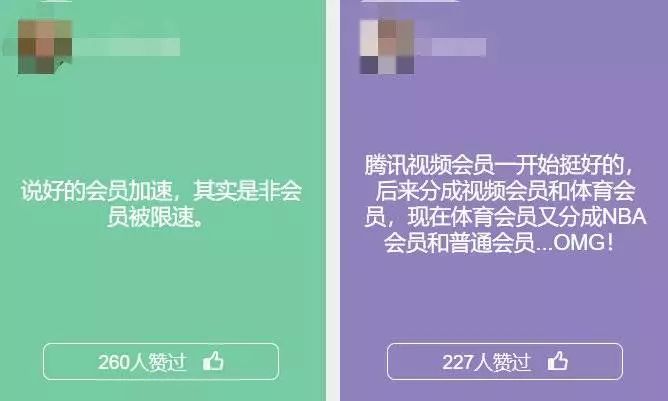 说好的会员加速，其实是非会
员被限速。
260人赞过
腾讯视频会员一开始挺好的，
后来分成视频会员和体育会
员，现在体育会员又分成NBA
会员和普通会员...OMG！
227人赞过